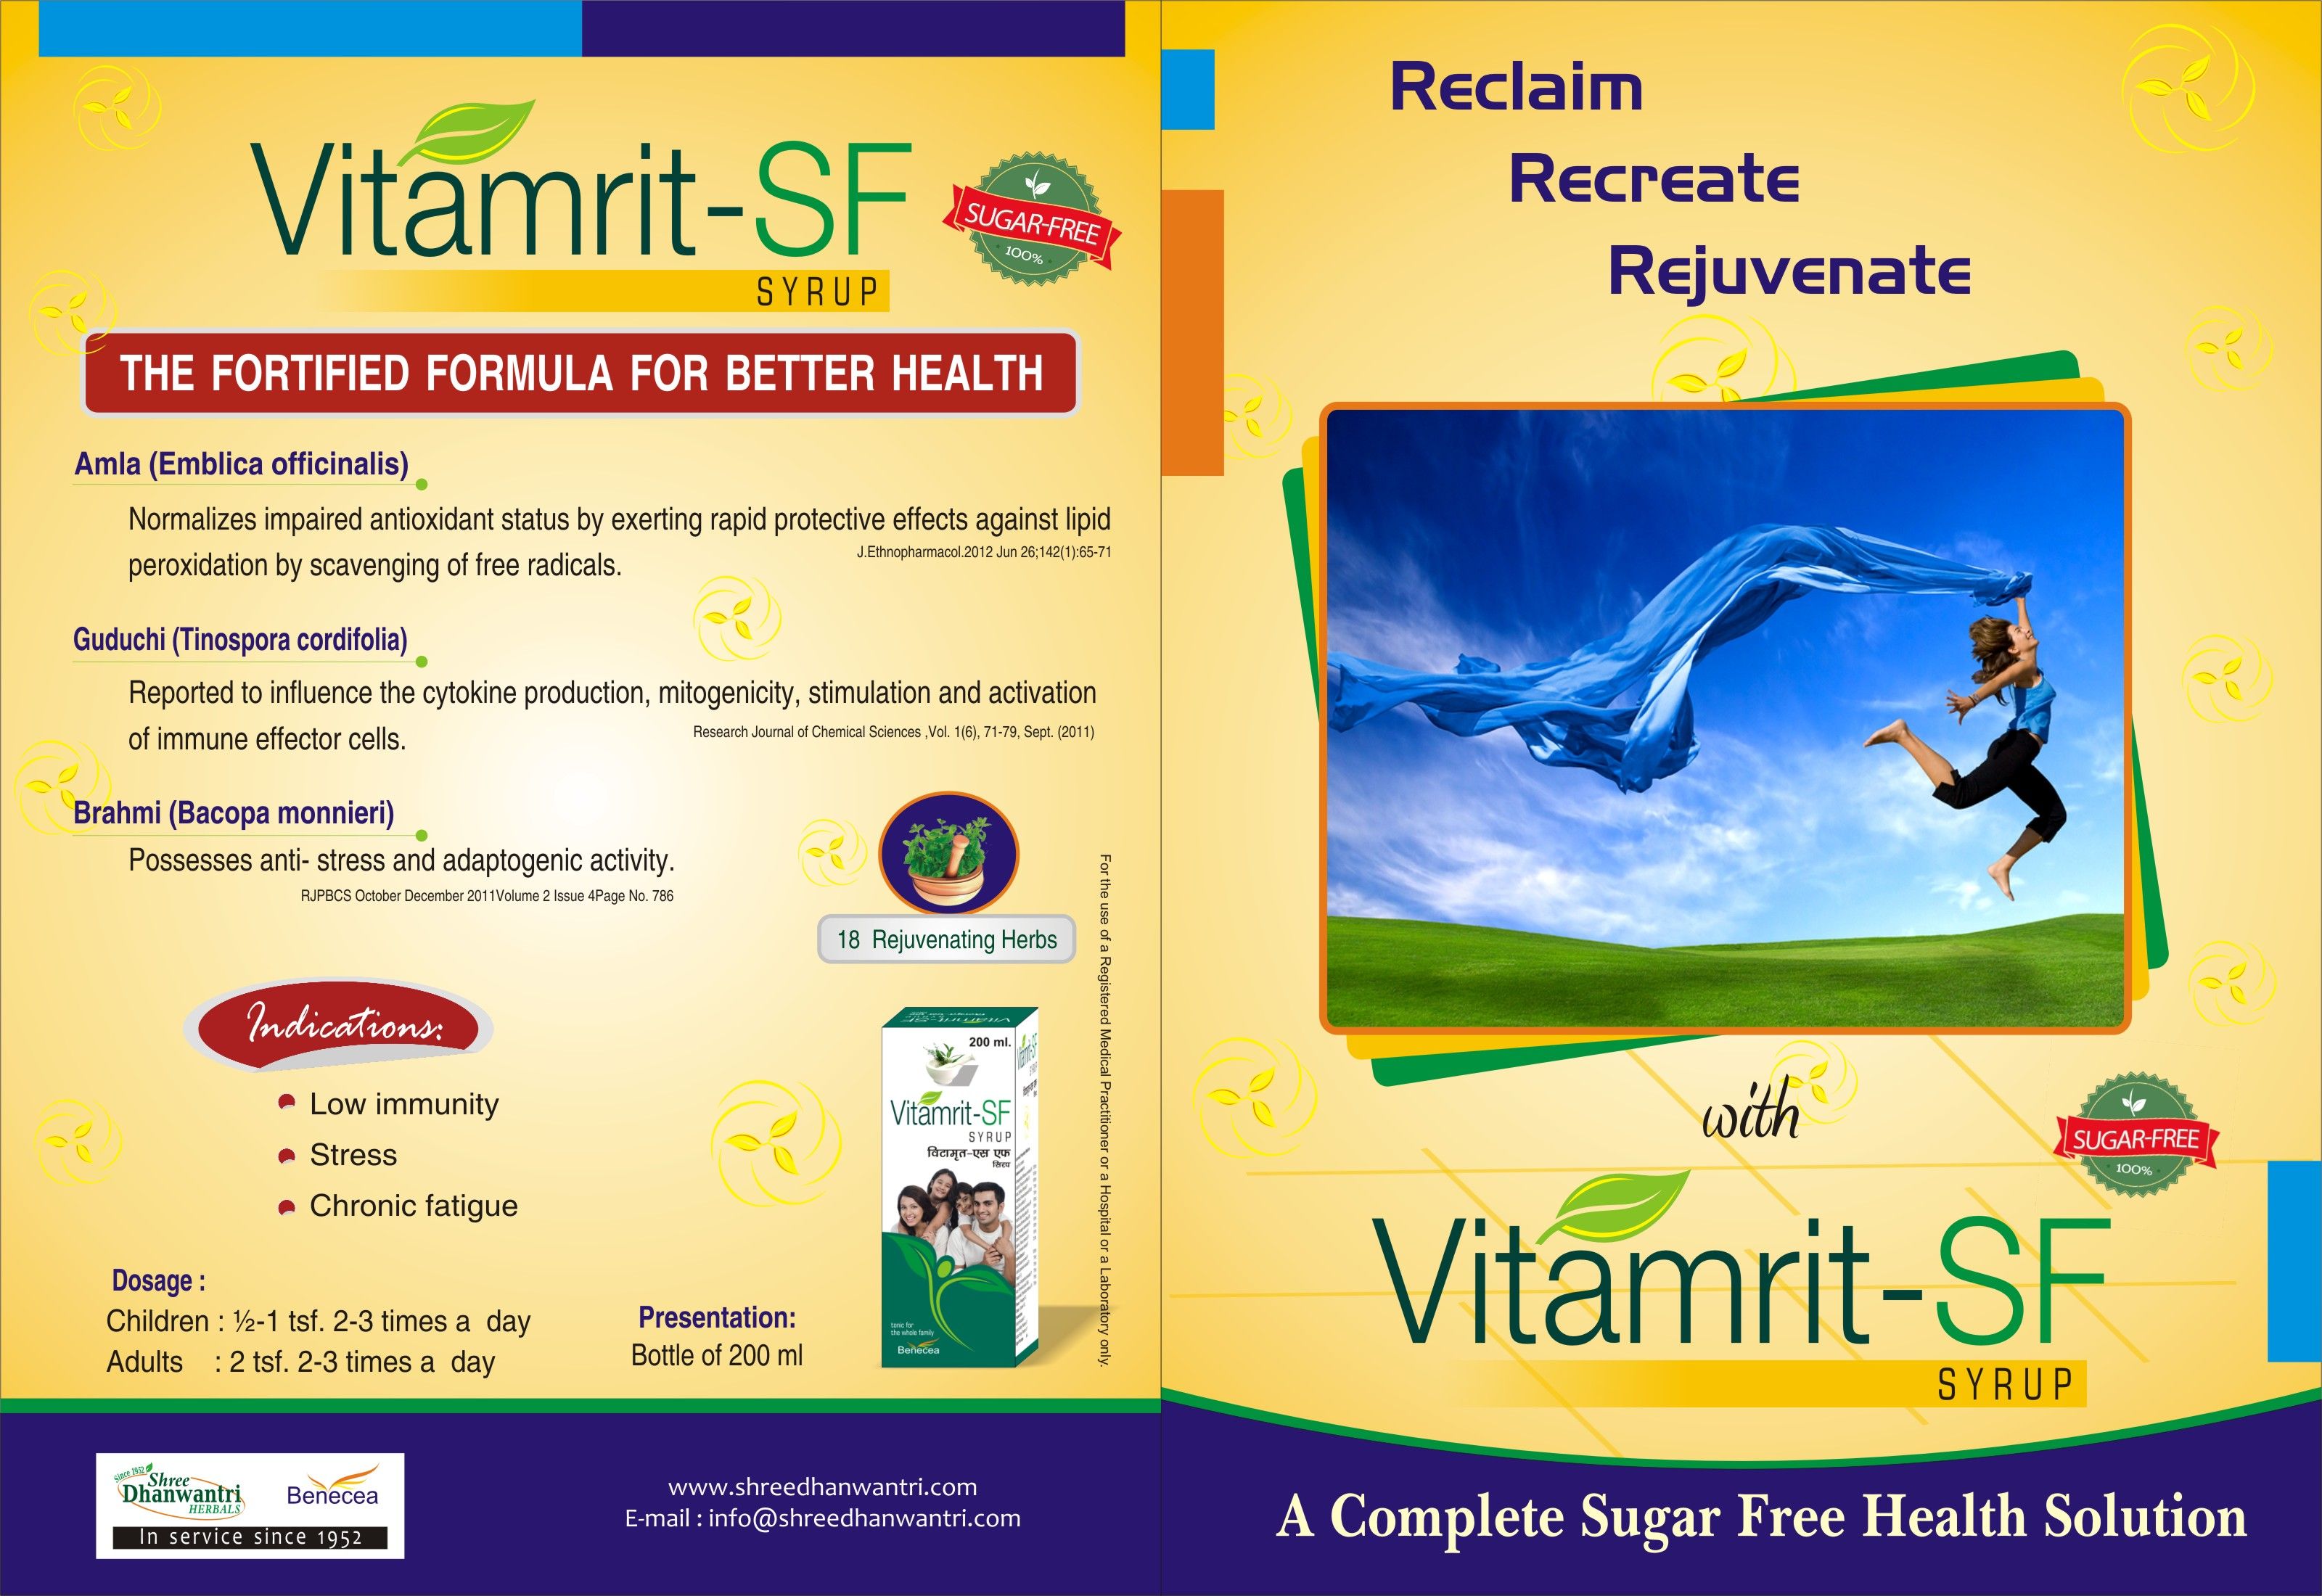 Vitamrit-SF
SYRUP
SUGAR-FREE
100%
THE FORTIFIED FORMULA FOR BETTER HEALTH
Amla (Emblica officinalis)
Normalizes impaired antioxidant status by exerting rapid protective effects against lipid
peroxidation by scavenging of free radicals.
J.Ethnopharmacol.2012 Jun 26;142(1):65-71
Guduchi (Tinospora cordifolia)
Reported to influence the cytokine production, mitogenicity, stimulation and activation
of immune effector cells.
Research Journal of Chemical Sciences ,Vol. 1(6), 71-79, Sept. (2011)
Brahmi (Bacopa monnieri)
Possesses anti- stress and adaptogenic activity.
RJPBCS October December 2011Volume 2 Issue 4Page No. 786
18 Rejuvenating Herbs
Indications:
Low immunity
Stress
Chronic fatigue
Dosage :
Children : ½-1 tsf. 2-3 times a day
Adults : 2 tsf. 2-3 times a day
Presentation:
Bottle of 200 ml
Vitamrit-SF
200 ml.
Vitamrit-SF
SYRUP
विटामृत-एस एफ
सिरप
tonic for
the whole family
Benecea
For the use of a Registered Medical Practitioner or a Hospital or a Laboratory only.
Since 1952
Shree
Dhanwantri
HERBALS
Benecea
In service since 1952
www.shreedhanwantri.com
E-mail : info@shreedhanwantri.com
Reclaim
Recreate
Rejuvenate
with
SUGAR-FREE
100%
Vitamrit-SF
SYRUP
A Complete Sugar Free Health Solution